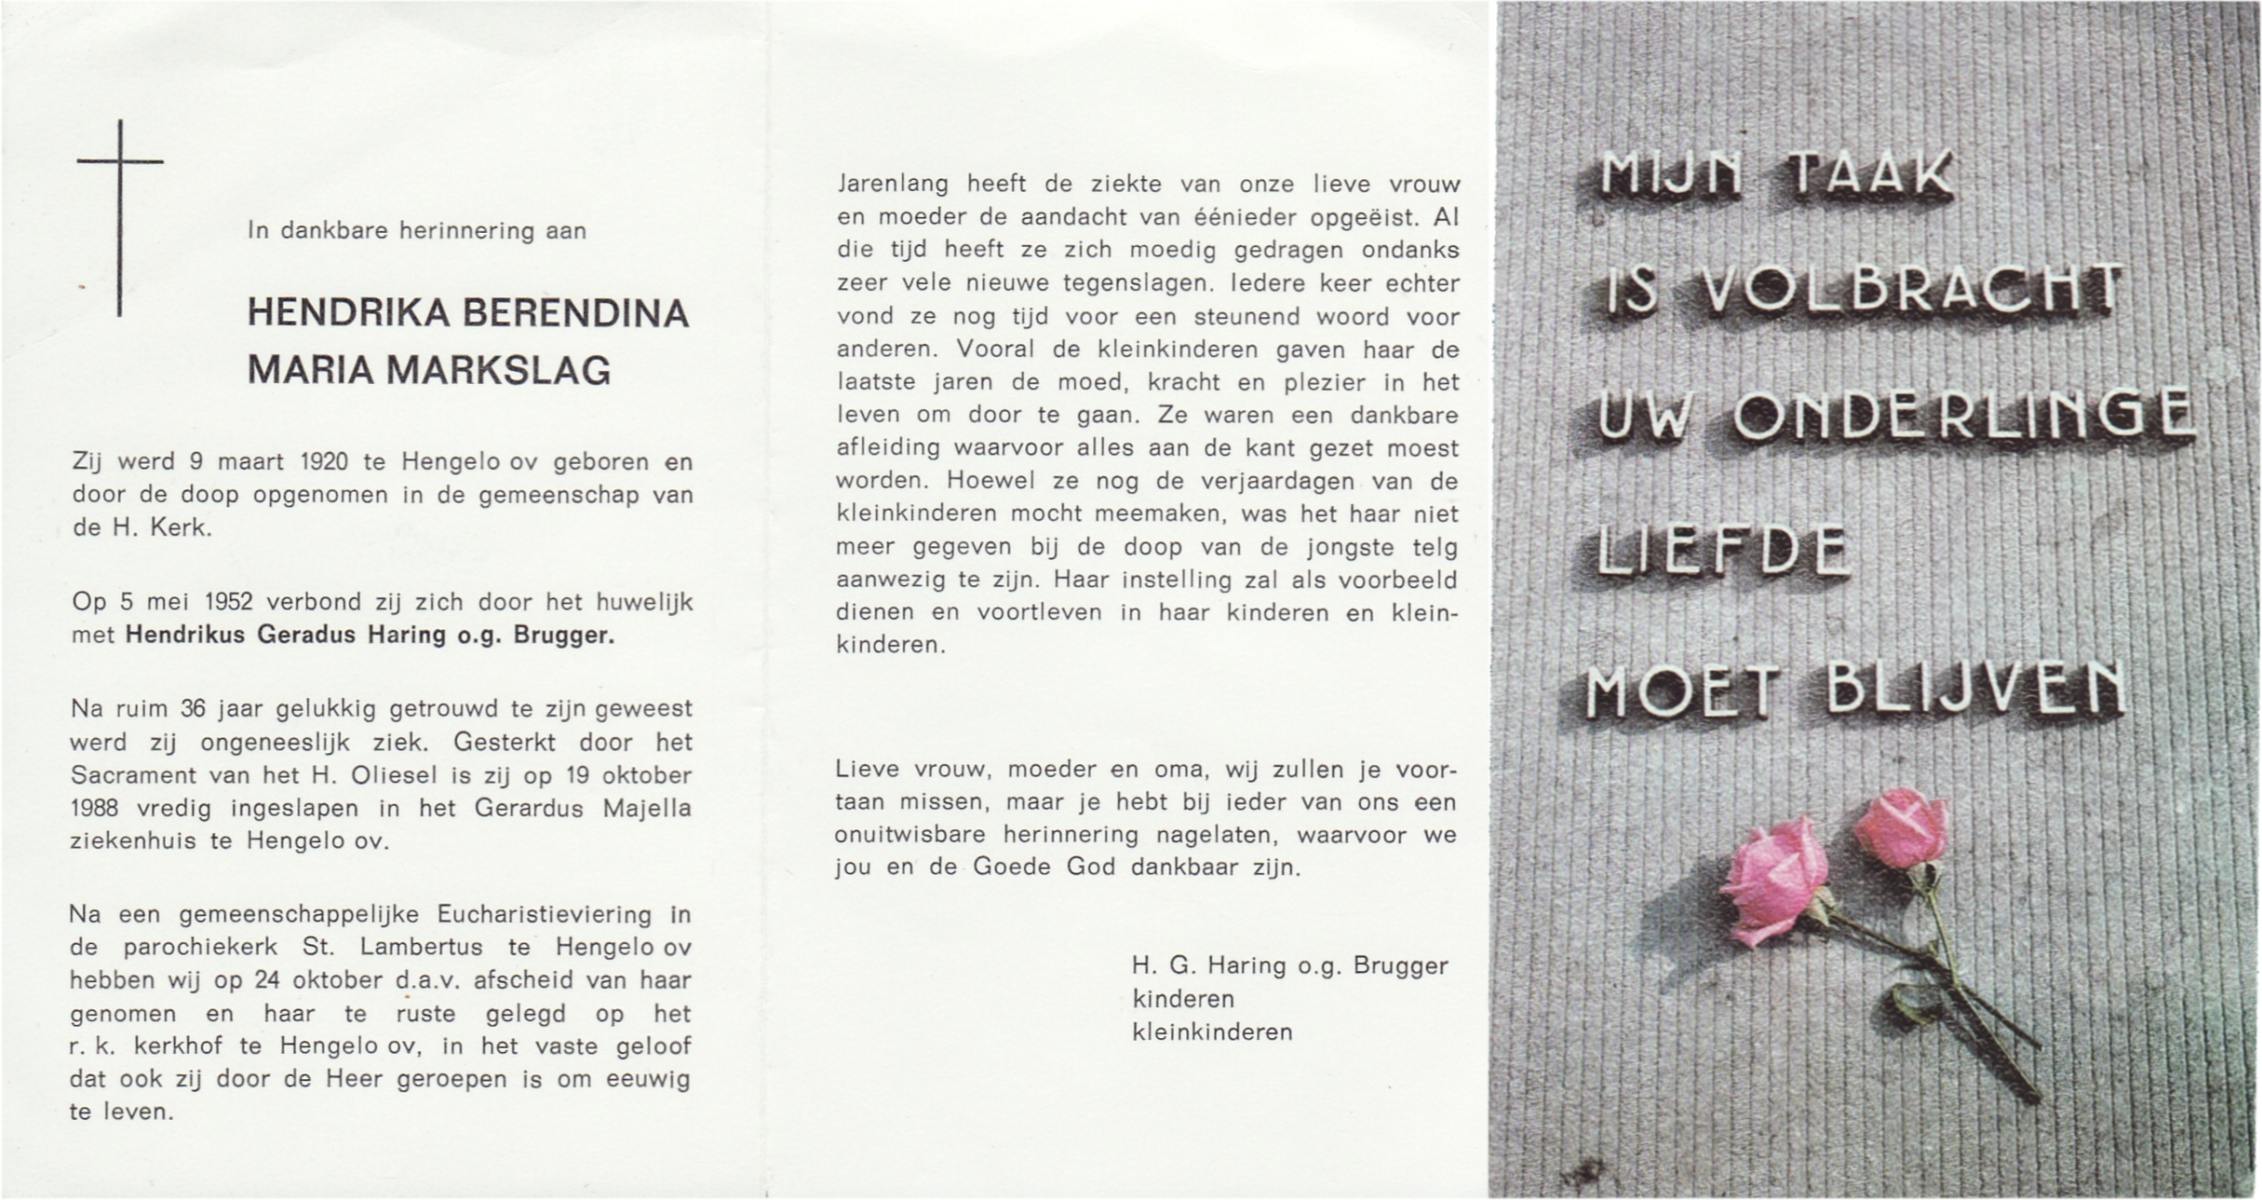 In dankbare herinnering aan
HENDRIKA BERENDINA
MARIA MARKSLAG
Zij werd 9 maart 1920 te Hengelo ov geboren en
door de doop opgenomen in de gemeenschap van
de H. Kerk.
Op 5 mei 1952 verbond zij zich door het huwelijk
met Hendrikus Geradus Haring o.g. Brugger.
Na ruim 36 jaar gelukkig getrouwd te zijn geweest
werd zij ongeneeslijk ziek. Gesterkt door het
Sacrament van het H. Oliesel is zij op 19 oktober
1988 vredig ingeslapen in het Gerardus Majella
ziekenhuis te Hengelo ov.
Na een gemeenschappelijke Eucharistieviering in
de parochiekerk St. Lambertus te Hengelo ov
hebben wij op 24 oktober d.a.v. afscheid van haar
genomen en haar te ruste gelegd op het
r. k. kerkhof te Hengelo ov, in het vaste geloof
dat ook zij door de Heer geroepen is om eeuwig
te leven.
Jarenlang heeft de ziekte van onze lieve vrouw
en moeder de aandacht van éénieder opgeëist. Al
die tijd heeft ze zich moedig gedragen ondanks
zeer vele nieuwe tegenslagen. Iedere keer echter
vond ze nog tijd voor een steunend woord voor
anderen. Vooral de kleinkinderen gaven haar de
laatste jaren de moed, kracht en plezier in het
leven om door te gaan. Ze waren een dankbare
afleiding waarvoor alles aan de kant gezet moest
worden. Hoewel ze nog de verjaardagen van de
kleinkinderen mocht meemaken, was het haar niet
meer gegeven bij de doop van de jongste telg
aanwezig te zijn. Haar instelling zal als voorbeeld
dienen en voortleven in haar kinderen en klein-
kinderen.
Lieve vrouw, moeder en oma, wij zullen je voor-
taan missen, maar je hebt bij ieder van ons een
onuitwisbare herinnering nagelaten, waarvoor we
jou en de Goede God dankbaar zijn.
H. G. Haring o.g. Brugger
kinderen
kleinkinderen
MIJN TAAK
IS VOLBRACHT
UW ONDERLINGE
LIEFDE
MOET BLIJVEN